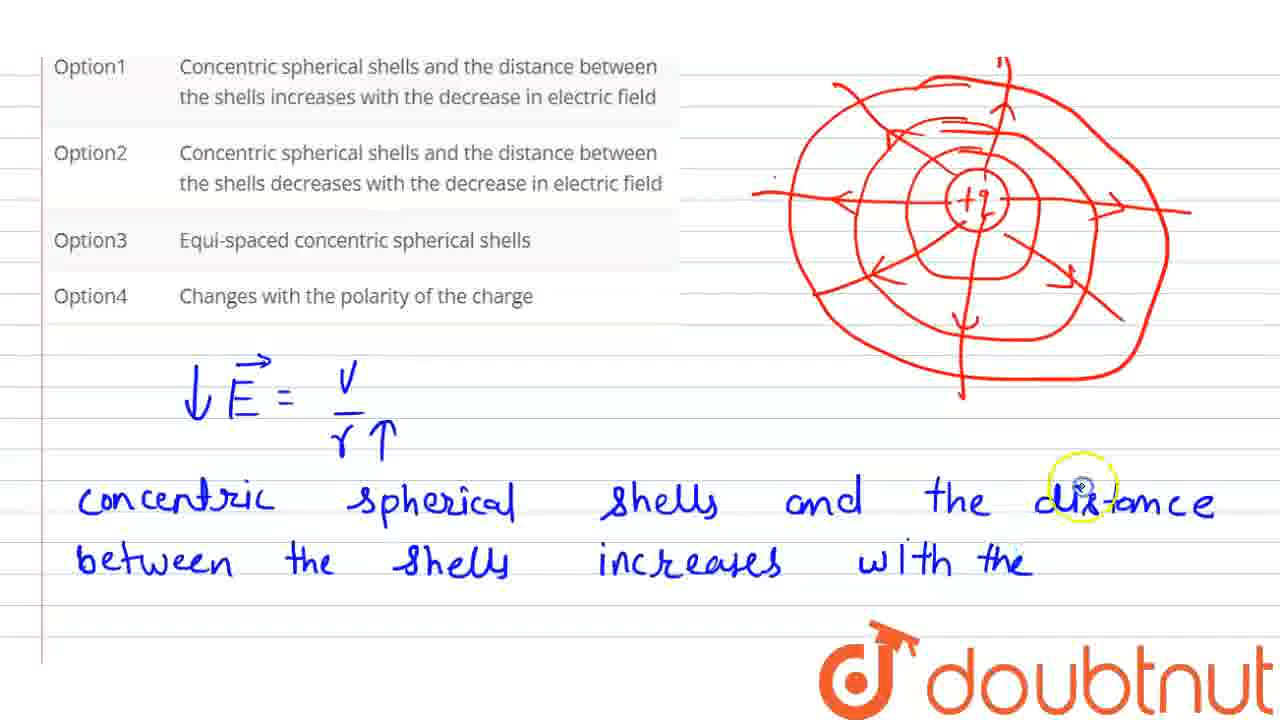 Option1 Concentric spherical shells and the distance between
the shells increases with the decrease in electric field
Option2 Concentric spherical shells and the distance between
the shells decreases with the decrease in electric field
Option3 Equi-spaced concentric spherical shells
Option4 Changes with the polarity of the charge
+q
↓ E⃗ = V/r ↑
concentric spherical shells and the distance
between the shells increases with the
doubtnut